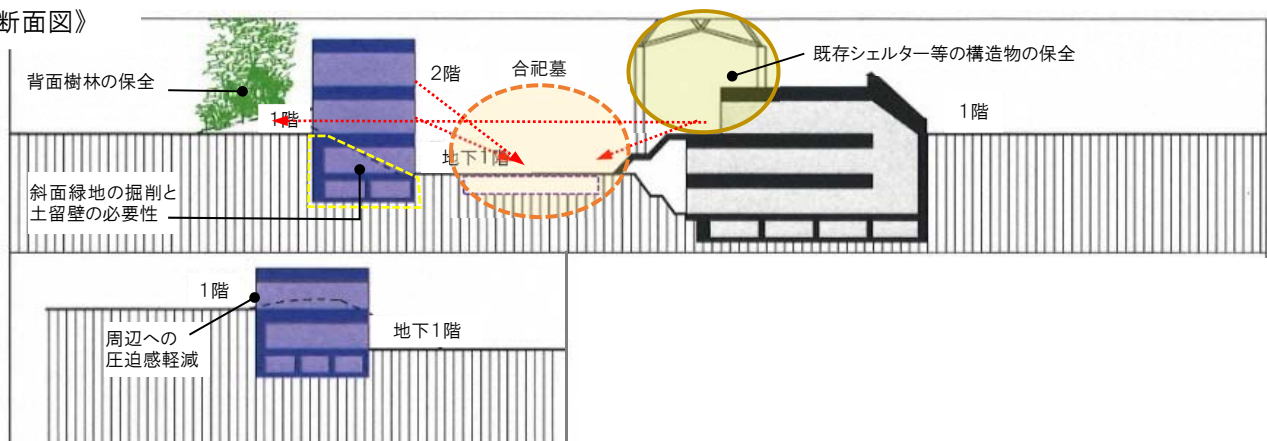 断面図》
背面樹林の保全
2階
合祀墓
既存シェルター等の構造物の保全
1階
1階
地下1階
斜面緑地の掘削と
土留壁の必要性
1階
地下1階
周辺への
圧迫感軽減